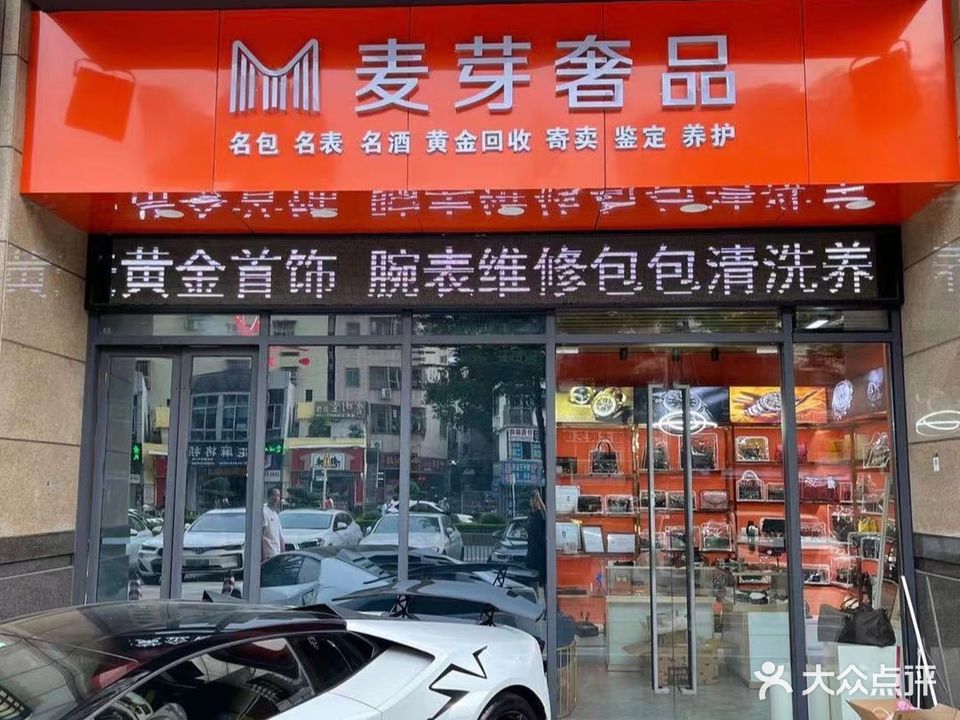 麦芽奢品
名包 名表 名酒 黄金回收 寄卖 鉴定 养护
黄金首饰 腕表维修包包清洗养
大众点评